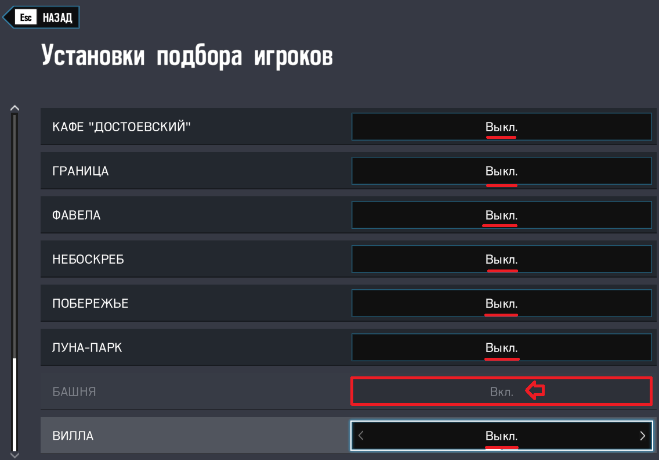 Esc НАЗАД
Установки подбора игроков
КАФЕ "ДОСТОЕВСКИЙ" Выкл.
ГРАНИЦА Выкл.
ФАВЕЛА Выкл.
НЕБОСКРЕБ Выкл.
ПОБЕРЕЖЬЕ Выкл.
ЛУНА-ПАРК Выкл.
БАШНЯ Вкл.
ВИЛЛА Выкл.